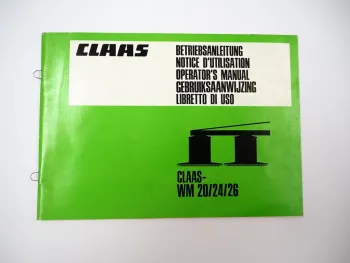 CLAAS
BETRIEBSANLEITUNG
NOTICE D'UTILISATION
OPERATOR'S MANUAL
GEBRUIKSAANWIJZING
LIBRETTO DI USO
CLAAS-
WM 20/24/26